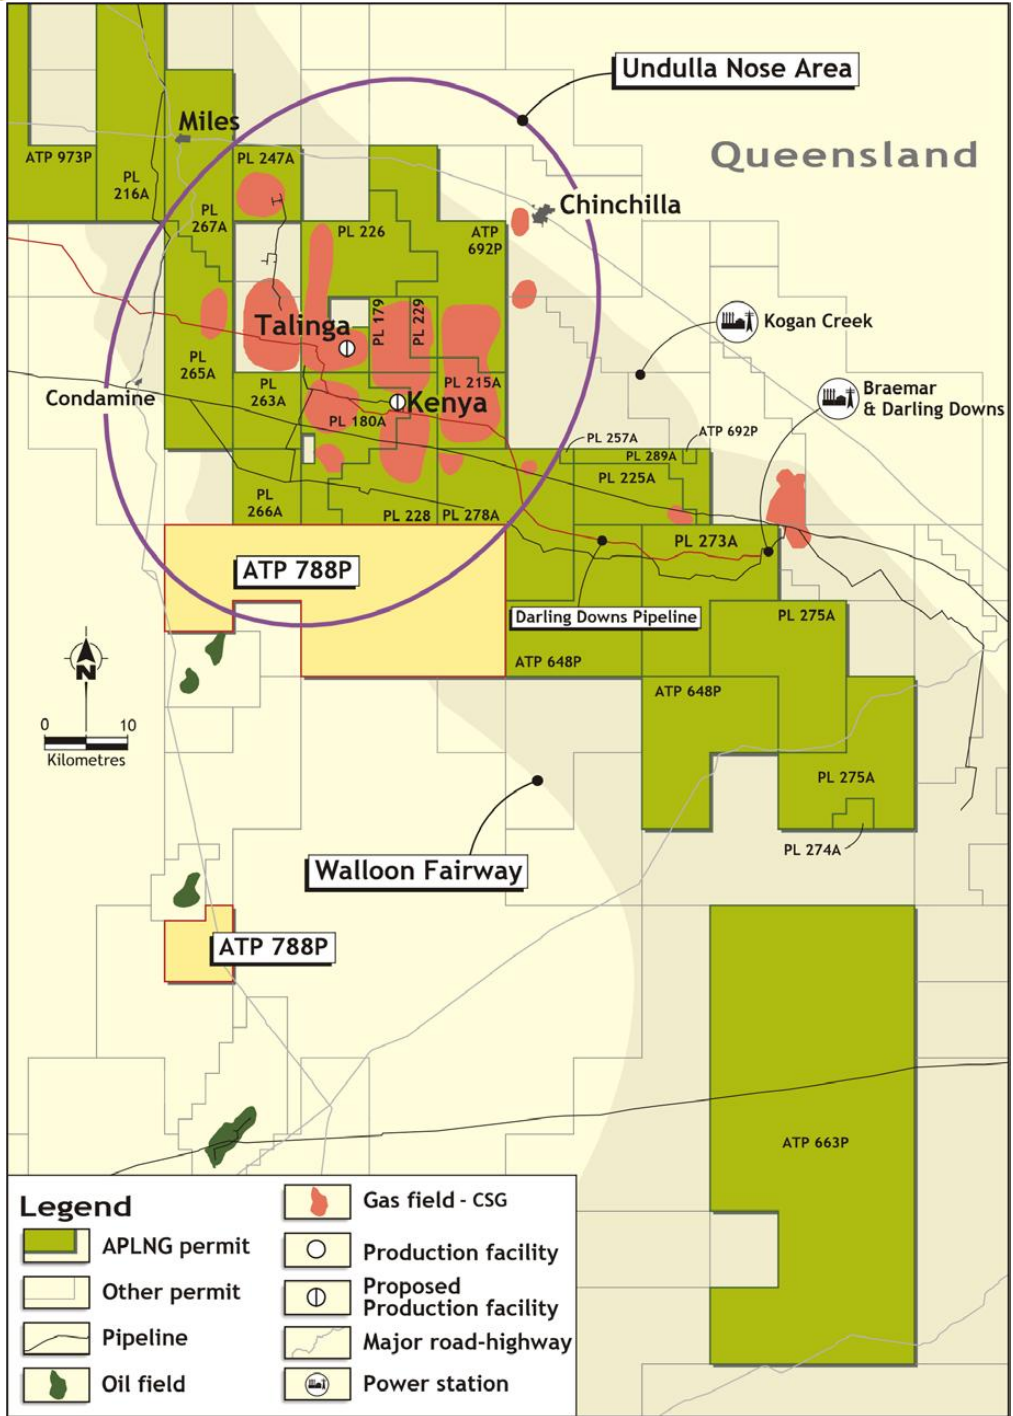 Undulla Nose Area
Miles
Queensland
ATP 973P
PL
216A
PL 247A
PL
267A
Chinchilla
PL 226
ATP
692P
PL 179
PL 229
Talinga
Kogan Creek
PL
265A
PL
263A
PL 215A
Condamine
Kenya
Braemar
& Darling Downs
PL 180A
PL 257A
ATP 692P
PL 289A
PL 225A
PL
266A
PL 228
PL 278A
PL 273A
ATP 788P
Darling Downs Pipeline
PL 275A
ATP 648P
ATP 648P
N
0 10
Kilometres
PL 275A
PL 274A
Walloon Fairway
ATP 788P
ATP 663P
Legend
APLNG permit
Other permit
Pipeline
Oil field
Gas field - CSG
Production facility
Proposed
Production facility
Major road-highway
Power station